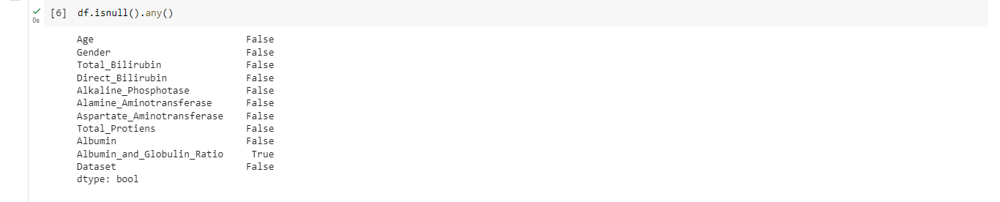 [6] df.isnull().any()
0s
Age False
Gender False
Total_Bilirubin False
Direct_Bilirubin False
Alkaline_Phosphotase False
Alamine_Aminotransferase False
Aspartate_Aminotransferase False
Total_Protiens False
Albumin False
Albumin_and_Globulin_Ratio True
Dataset False
dtype: bool